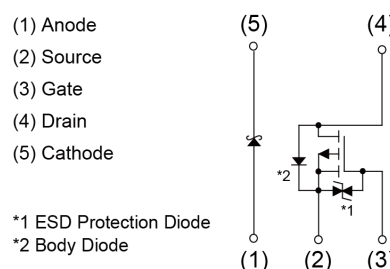 (1) Anode
(2) Source
(3) Gate
(4) Drain
(5) Cathode
*1 ESD Protection Diode
*2 Body Diode
(5) (4)
*2
*1
(1) (2) (3)